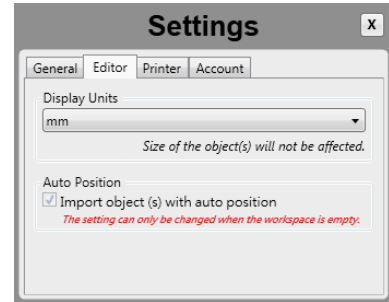 Settings
X
General Editor Printer Account
Display Units
mm
Size of the object(s) will not be affected.
Auto Position
Import object (s) with auto position
The setting can only be changed when the workspace is empty.